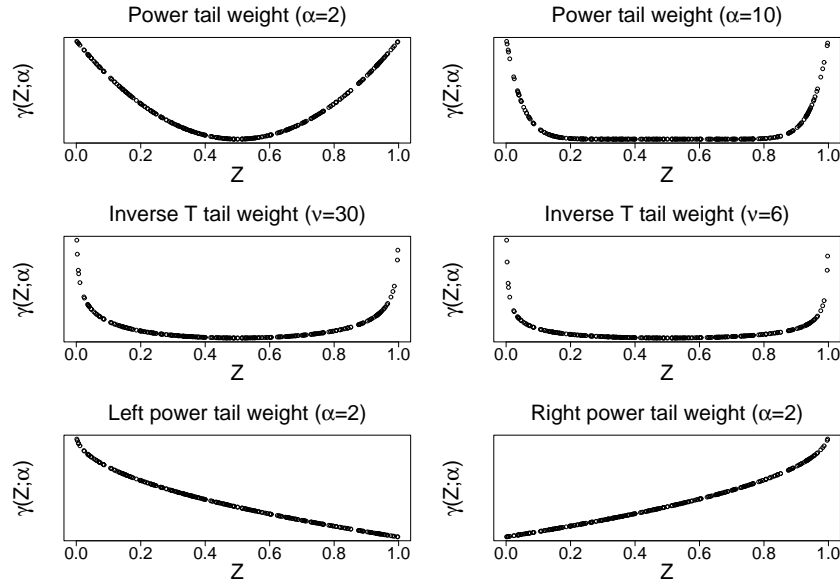 Power tail weight (α=2)
γ(Z;α)
0.0 0.2 0.4 0.6 0.8 1.0
Z
Power tail weight (α=10)
γ(Z;α)
0.0 0.2 0.4 0.6 0.8 1.0
Z
Inverse T tail weight (ν=30)
γ(Z;α)
0.0 0.2 0.4 0.6 0.8 1.0
Z
Inverse T tail weight (ν=6)
γ(Z;α)
0.0 0.2 0.4 0.6 0.8 1.0
Z
Left power tail weight (α=2)
γ(Z;α)
0.0 0.2 0.4 0.6 0.8 1.0
Z
Right power tail weight (α=2)
γ(Z;α)
0.0 0.2 0.4 0.6 0.8 1.0
Z